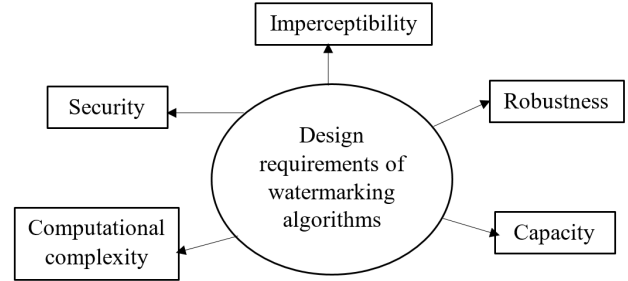 Imperceptibility
Security
Robustness
Design
requirements of
watermarking
algorithms
Computational
complexity
Capacity